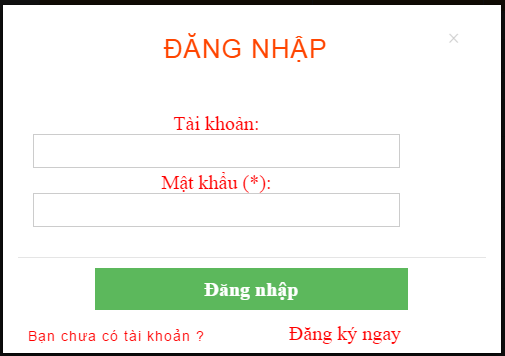 ĐĂNG NHẬP
×
Tài khoản:
Mật khẩu (*):
Đăng nhập
Bạn chưa có tài khoản ? Đăng ký ngay